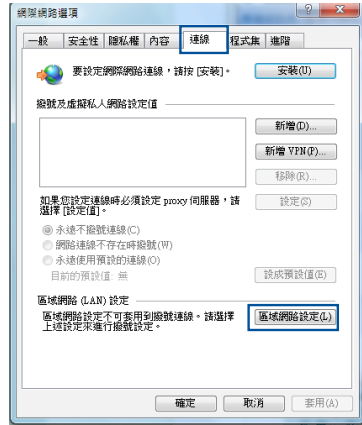 網際網路選項
一般 安全性 隱私權 內容 連線 程式集 進階
要設定網際網路連線，請按 [安裝]。 安裝(U)
撥號及虛擬私人網路設定值
新增(D)...
新增 VPN(P)...
移除(R)...
如果您設定連線時必須設定 proxy 伺服器，請
選擇 [設定值]。
設定(S)
永遠不撥號連線(C)
網路連線不存在時撥號(W)
永遠使用預設的連線(O)
目前的預設值: 無 設成預設值(E)
區域網路 (LAN) 設定
區域網路設定不可套用到撥號連線。請選擇
上述設定來進行撥號設定。
區域網路設定(L)
確定 取消 套用(A)